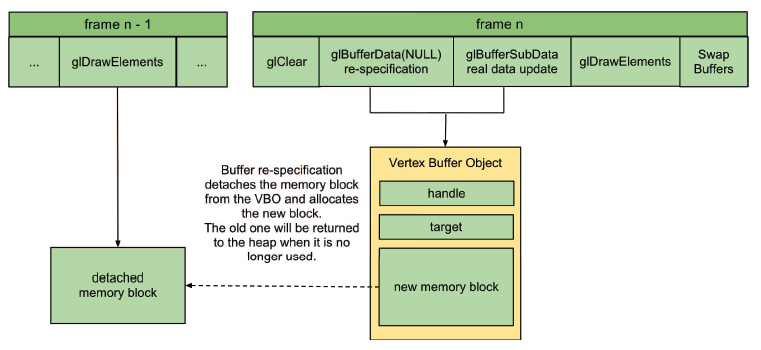 frame n - 1
...
glDrawElements
...
frame n
glClear
glBufferData(NULL)
re-specification
glBufferSubData
real data update
glDrawElements
Swap
Buffers
Vertex Buffer Object
handle
target
new memory block
Buffer re-specification
detaches the memory block
from the VBO and allocates
the new block.
The old one will be returned
to the heap when it is no
longer used.
detached
memory block